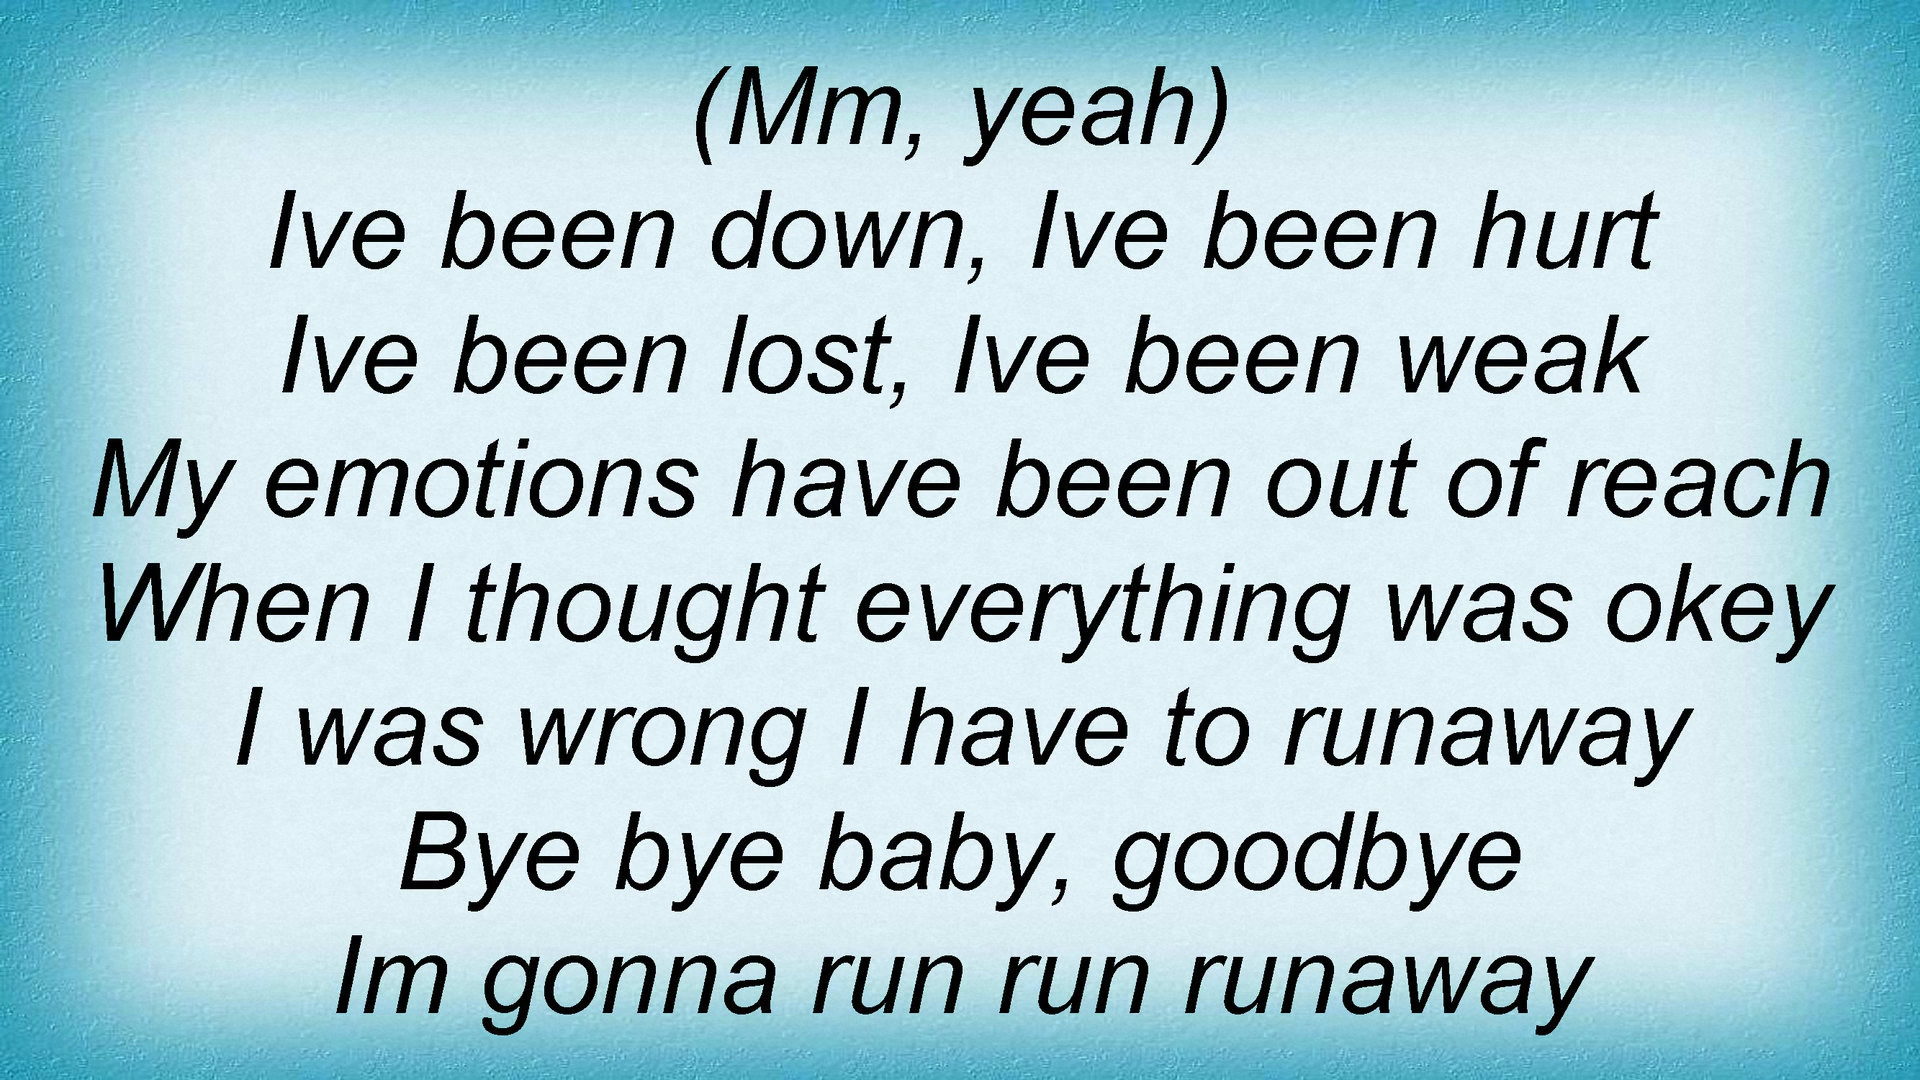 (Mm, yeah)
Ive been down, Ive been hurt
Ive been lost, Ive been weak
My emotions have been out of reach
When I thought everything was okey
I was wrong I have to runaway
Bye bye baby, goodbye
Im gonna run run runaway